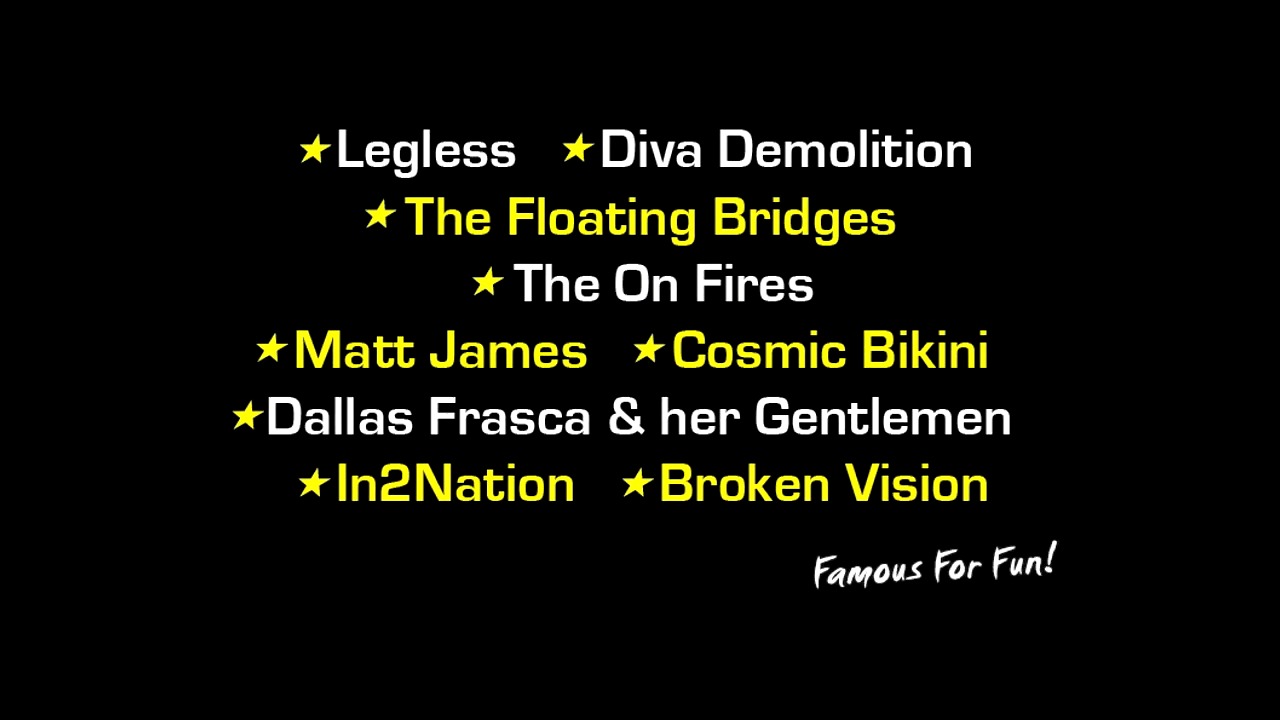 ★Legless ★Diva Demolition
★The Floating Bridges
★The On Fires
★Matt James ★Cosmic Bikini
★Dallas Frasca & her Gentlemen
★In2Nation ★Broken Vision
Famous For Fun!